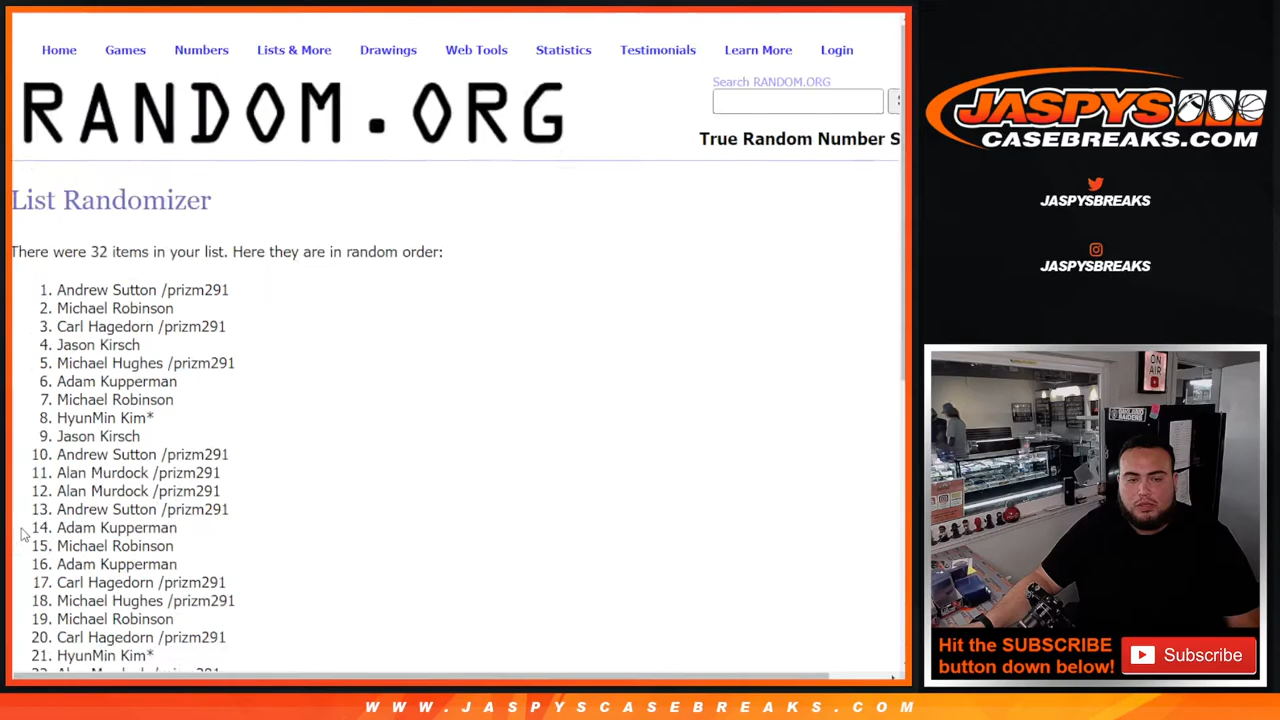 Home Games Numbers Lists & More Drawings Web Tools Statistics Testimonials Learn More Login
RANDOM.ORG
Search RANDOM.ORG
True Random Number S
List Randomizer
There were 32 items in your list. Here they are in random order:
1. Andrew Sutton /prizm291
2. Michael Robinson
3. Carl Hagedorn /prizm291
4. Jason Kirsch
5. Michael Hughes /prizm291
6. Adam Kupperman
7. Michael Robinson
8. HyunMin Kim*
9. Jason Kirsch
10. Andrew Sutton /prizm291
11. Alan Murdock /prizm291
12. Alan Murdock /prizm291
13. Andrew Sutton /prizm291
14. Adam Kupperman
15. Michael Robinson
16. Adam Kupperman
17. Carl Hagedorn /prizm291
18. Michael Hughes /prizm291
19. Michael Robinson
20. Carl Hagedorn /prizm291
21. HyunMin Kim*
JASPYS
CASEBREAKS.COM
JASPYSBREAKS
JASPYSBREAKS
ON
AIR
Hit the SUBSCRIBE
button down below!
Subscribe
WWW.JASPYSCASEBREAKS.COM